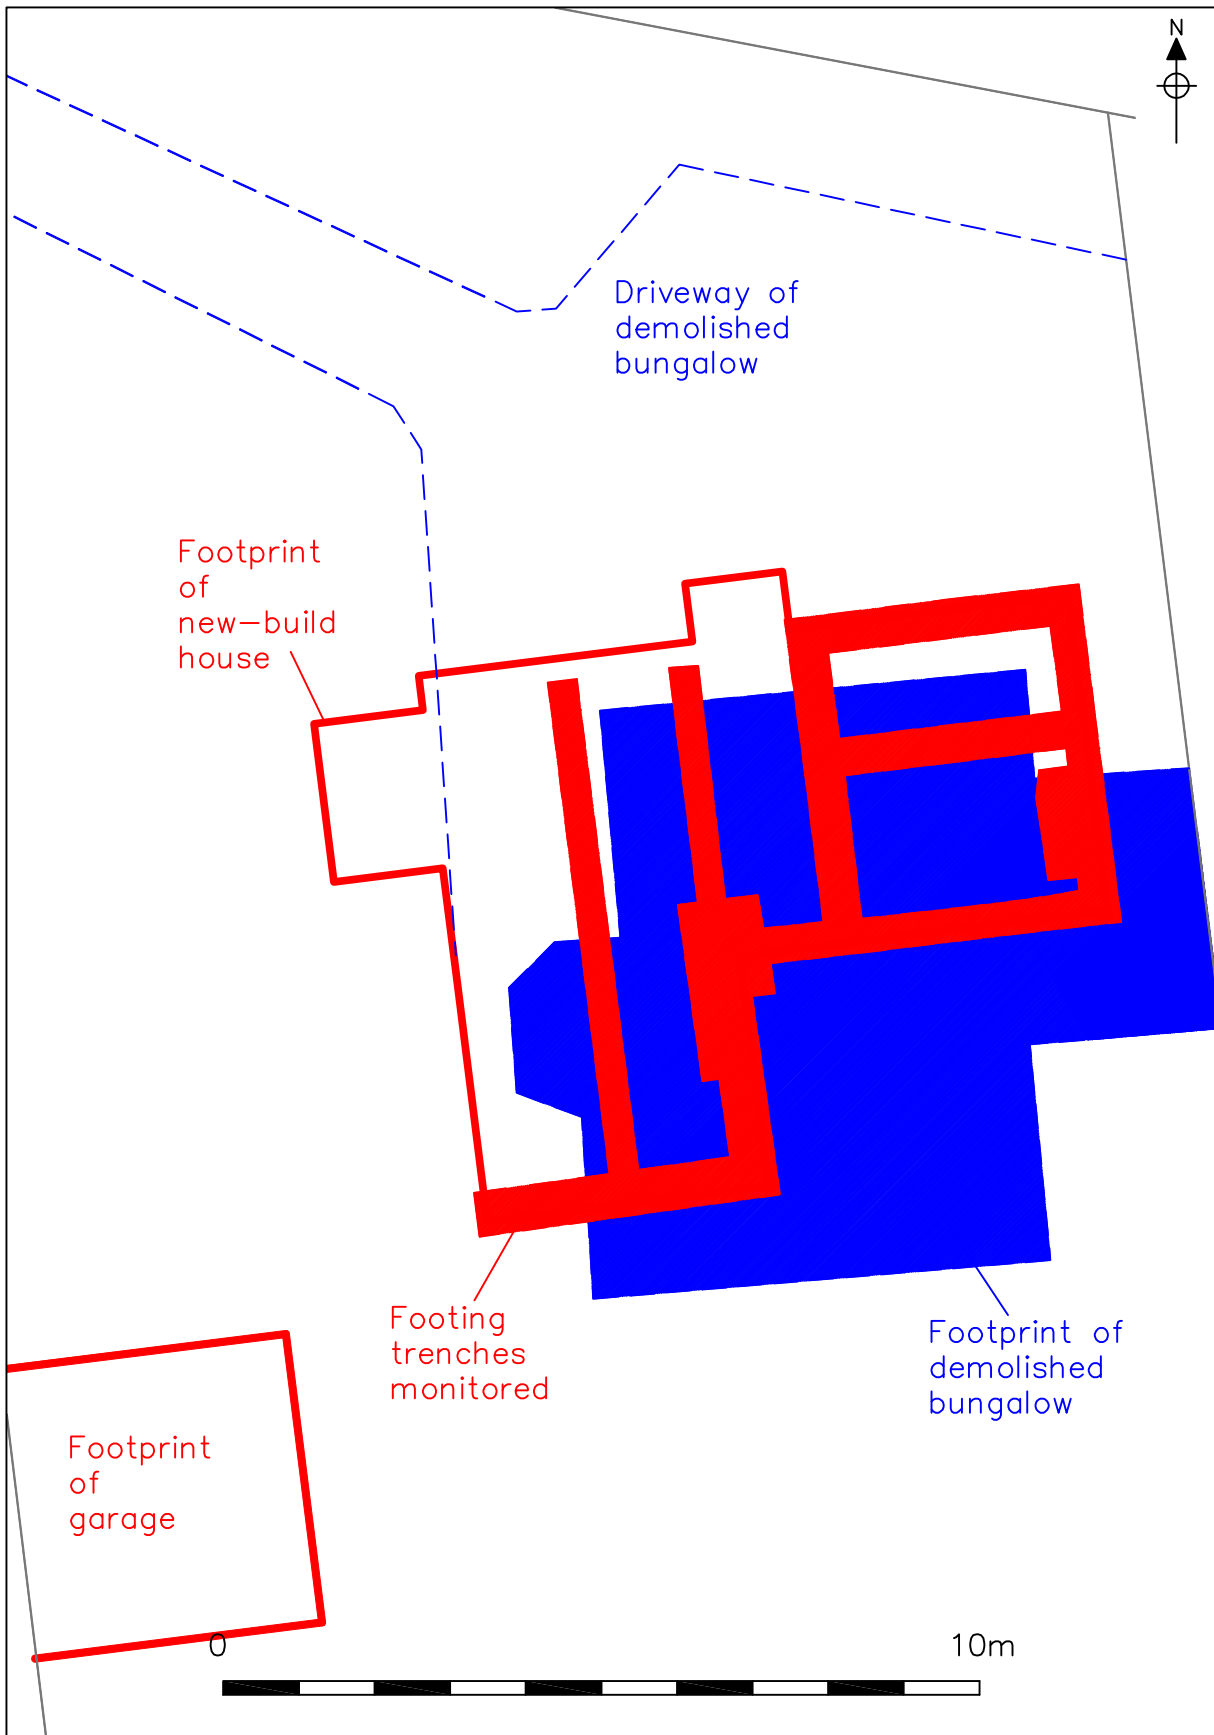 N
Driveway of
demolished
bungalow
Footprint
of
new-build
house
Footing
trenches
monitored
Footprint of
demolished
bungalow
Footprint
of
garage
0 10m